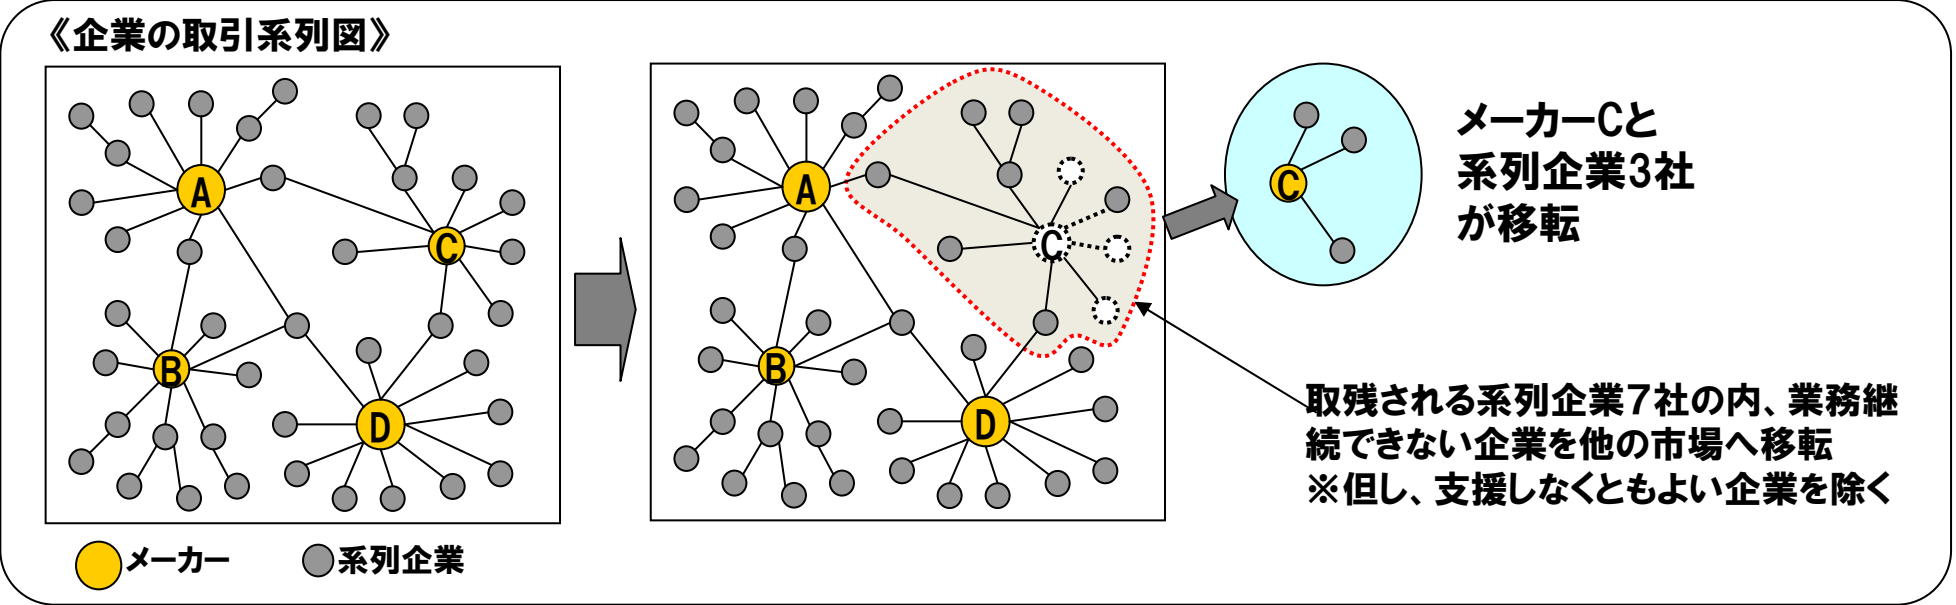 《企業の取引系列図》
A
C
B
D
A
C
B
D
C
メーカーCと
系列企業3社
が移転
取残される系列企業7社の内、業務継
続できない企業を他の市場へ移転
※但し、支援しなくともよい企業を除く
メーカー
系列企業